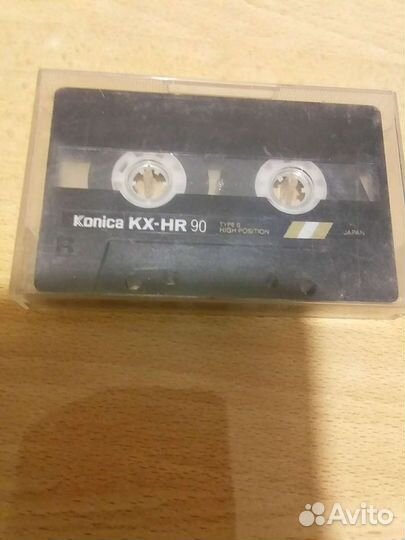 Konica KX-HR 90 TYPE II HIGH POSITION JAPAN
B
Avito